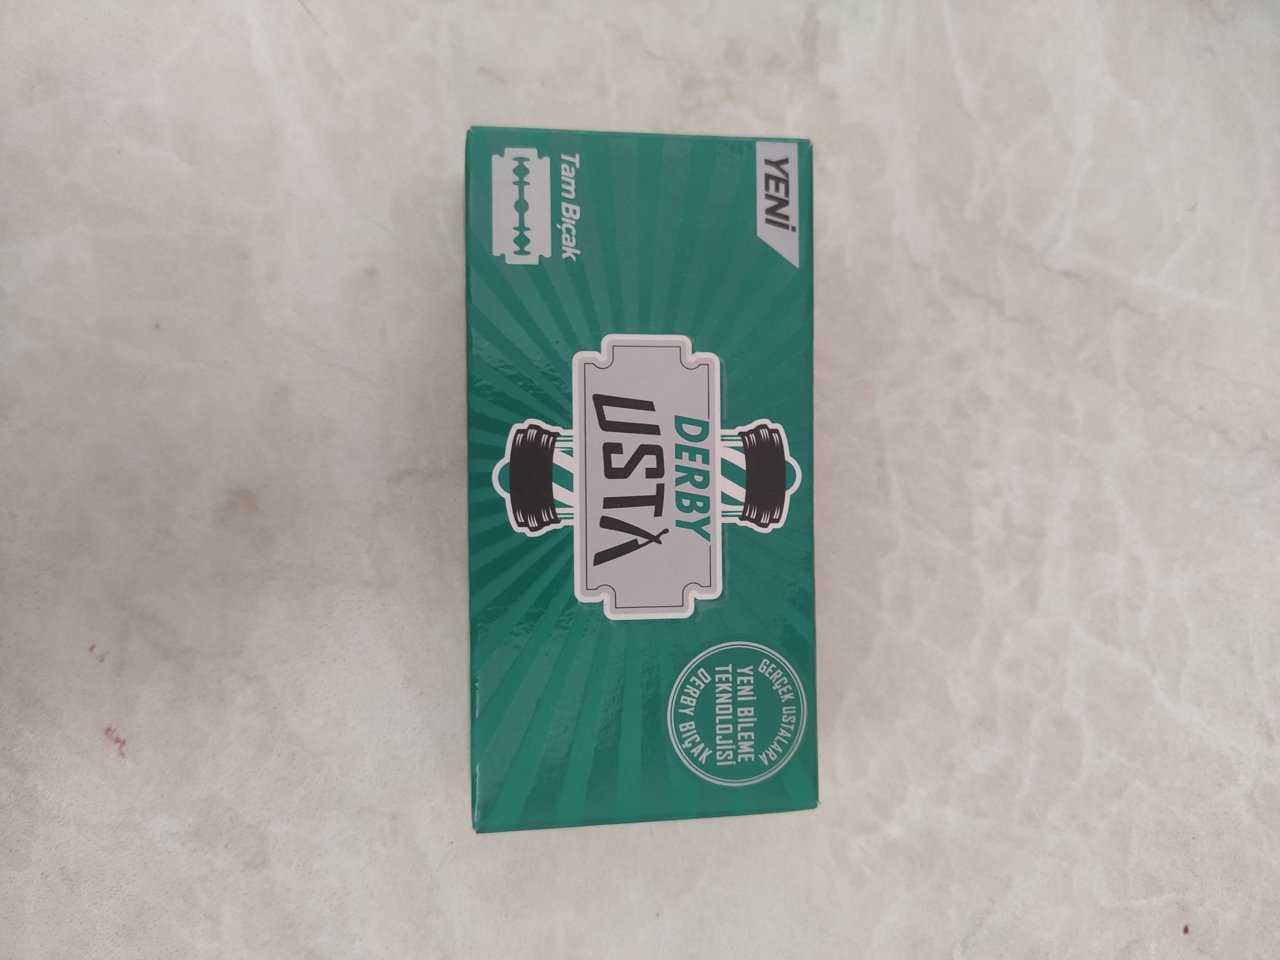 YENİ
Tam Bıçak
DERBY
USTA
GERÇEK USTALARA
YENİ BİLEME
TEKNOLOJİSİ
DERBY BIÇAK